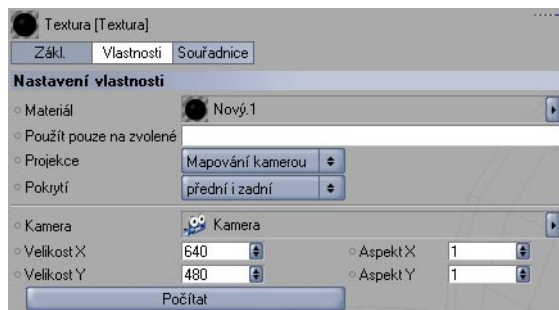 Textura [Textura]
Zákl. Vlastnosti Souřadnice
Nastavení vlastnosti
Materiál Nový.1
Použít pouze na zvolené
Projekce Mapování kamerou
Pokrytí přední i zadní
Kamera Kamera
Velikost X 640 Aspekt X 1
Velikost Y 480 Aspekt Y 1
Počítat